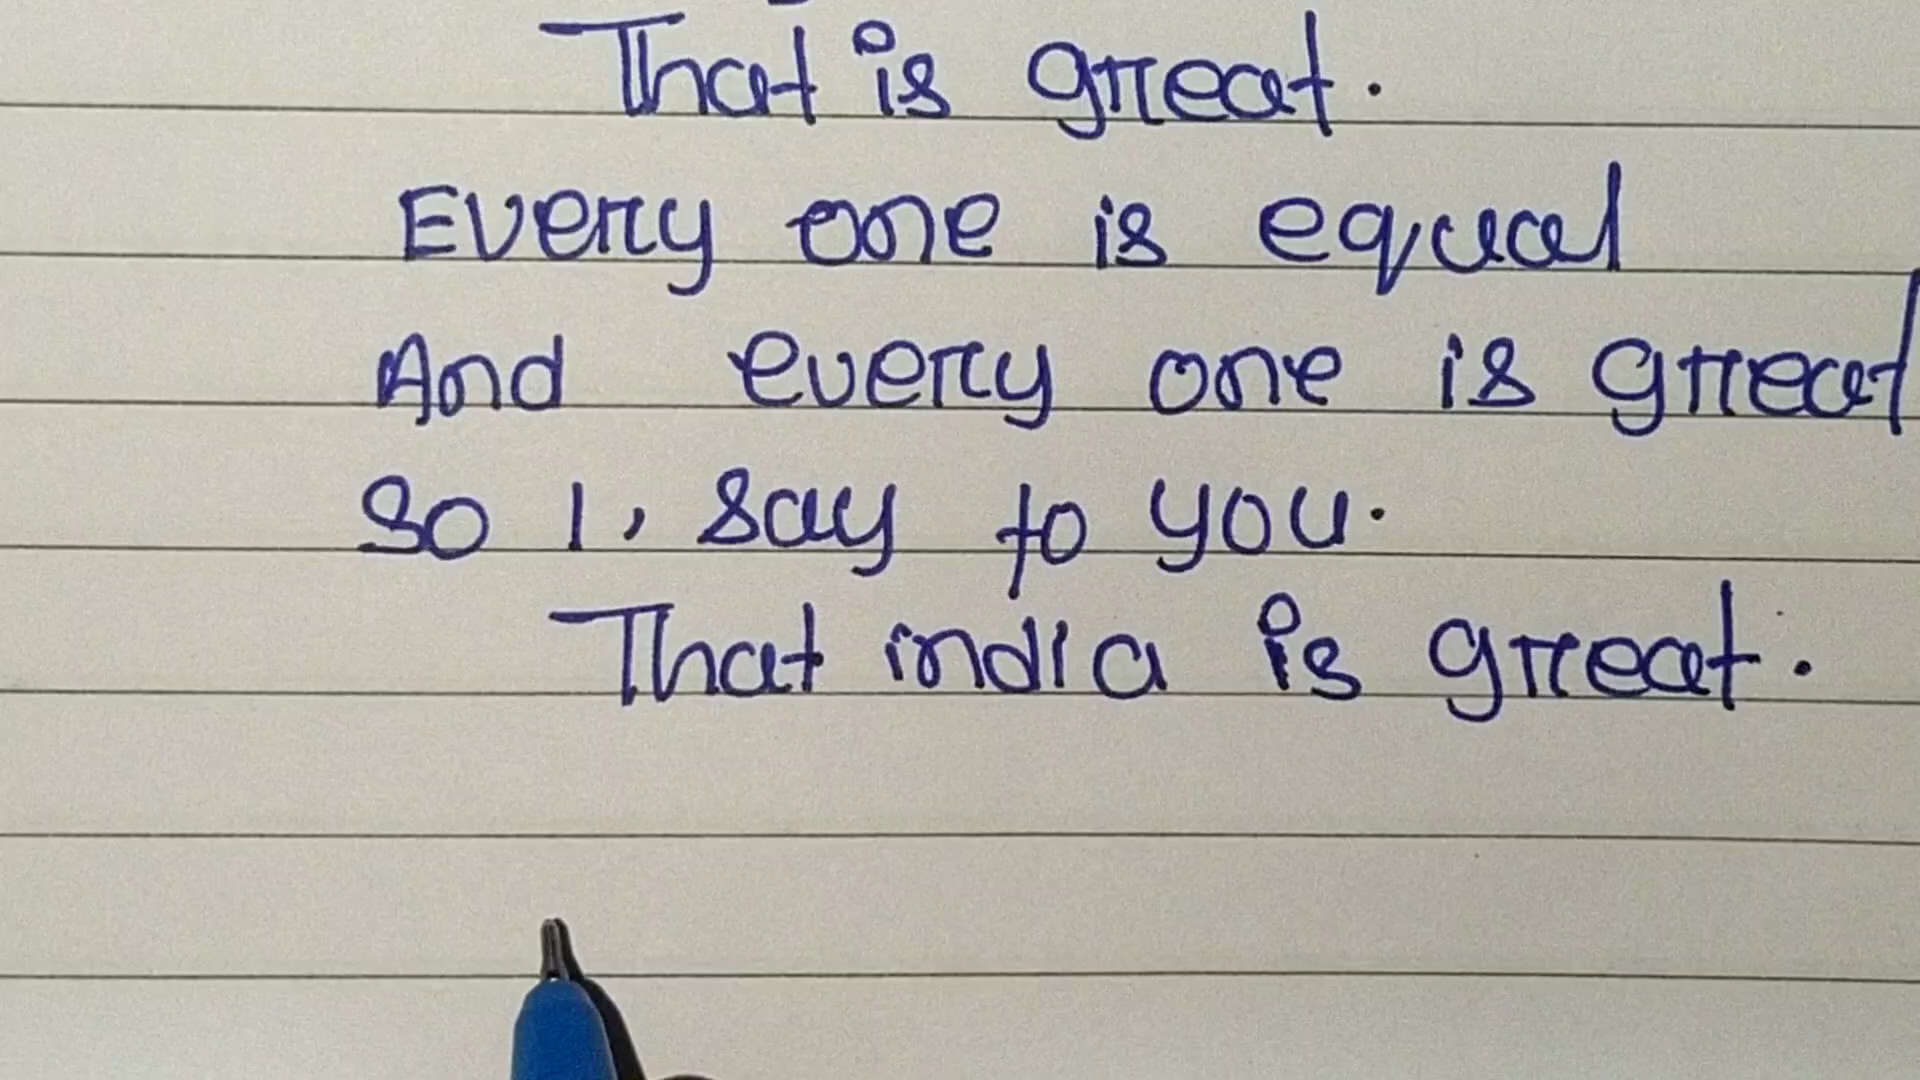 That is great.
Every one is equal
And every one is great
So I, say to you.
That india is great.